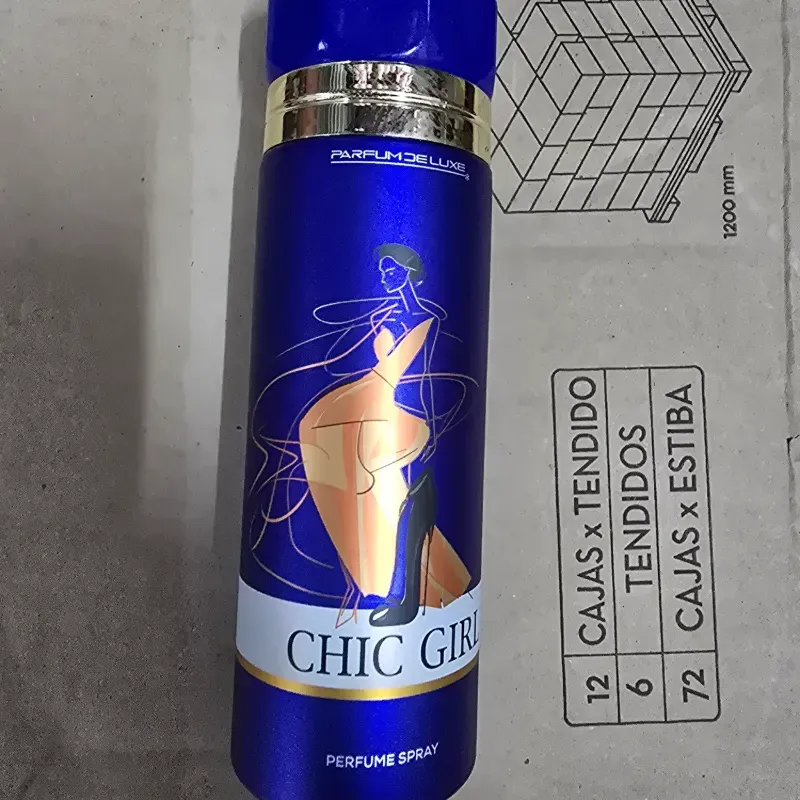 PARFUM DE LUXE
CHIC GIRL
PERFUME SPRAY
1200 mm
12 CAJAS x TENDIDO
6 TENDIDOS
72 CAJAS x ESTIBA